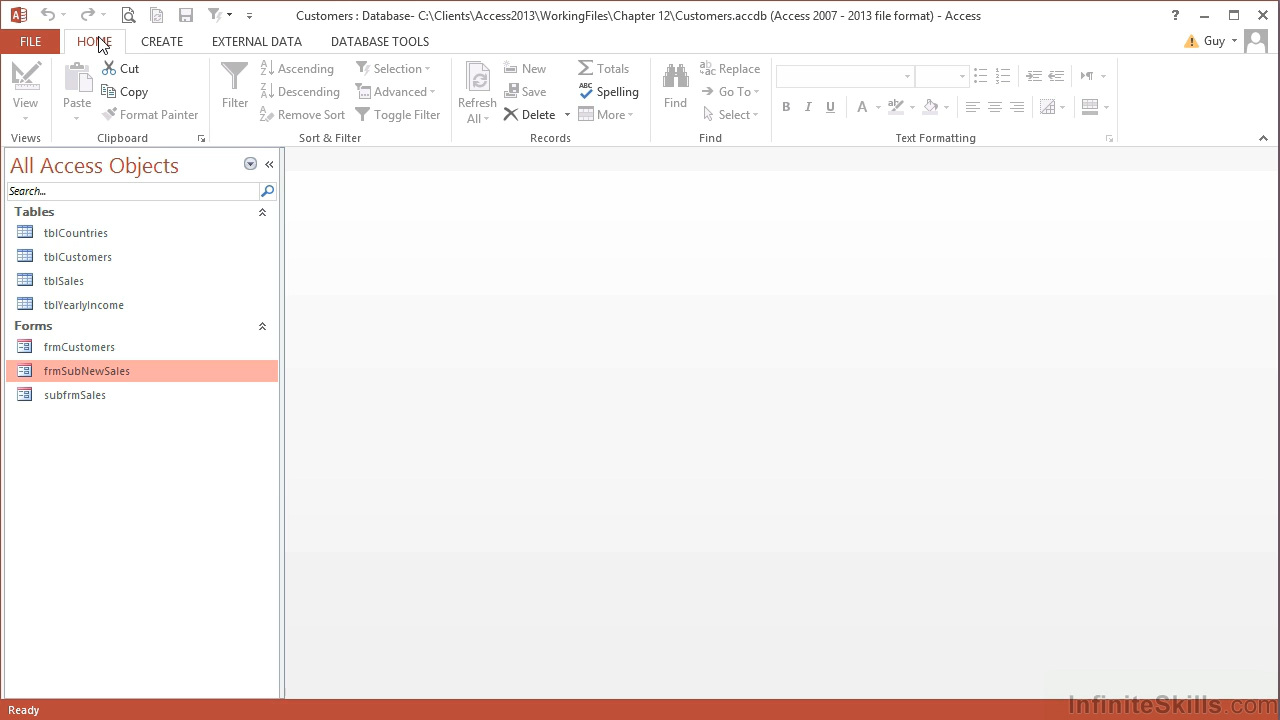 Customers : Database- C:\Clients\Access2013\WorkingFiles\Chapter 12\Customers.accdb (Access 2007 - 2013 file format) - Access
FILE HOME CREATE EXTERNAL DATA DATABASE TOOLS Guy
View
Views
Paste
Cut
Copy
Format Painter
Clipboard
Filter
Ascending
Descending
Remove Sort
Selection
Advanced
Toggle Filter
Sort & Filter
Refresh
All
New
Save
Delete
Totals
Spelling
More
Records
Find
Replace
Go To
Select
Find
B I U A
Text Formatting
All Access Objects
Search...
Tables
tblCountries
tblCustomers
tblSales
tblYearlyIncome
Forms
frmCustomers
frmSubNewSales
subfrmSales
Ready
InfiniteSkills.com